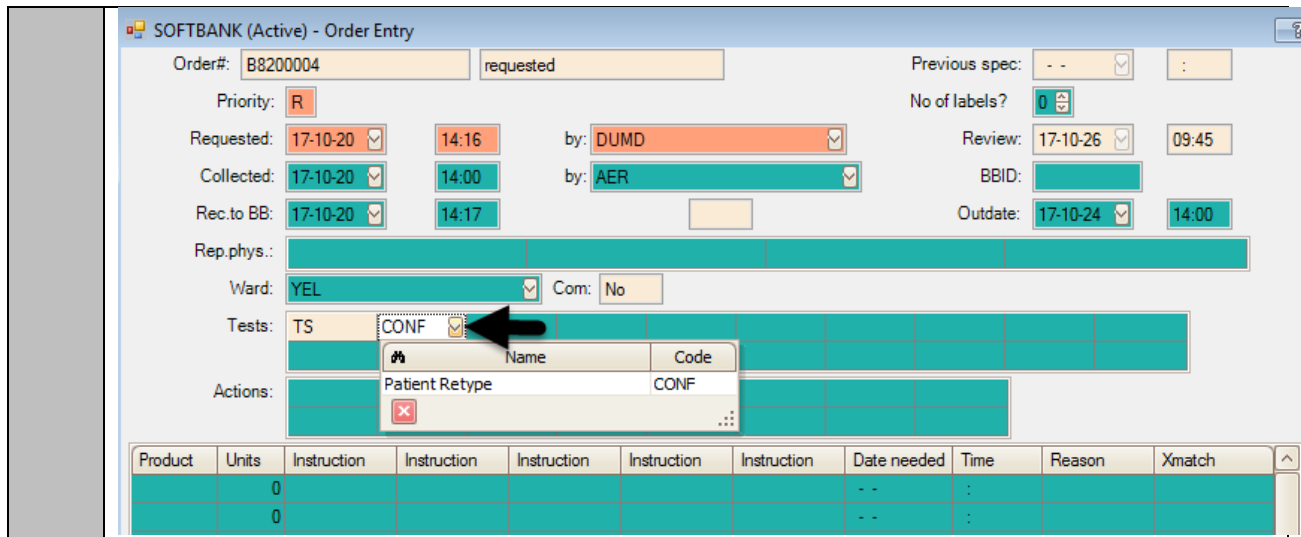 SOFTBANK (Active) - Order Entry
Order#: B8200004 requested Previous spec: - - :
Priority: R No of labels? 0
Requested: 17-10-20 14:16 by: DUMD Review: 17-10-26 09:45
Collected: 17-10-20 14:00 by: AER BBID:
Rec.to BB: 17-10-20 14:17 Outdate: 17-10-24 14:00
Rep.phys.:
Ward: YEL Com: No
Tests: TS CONF
Name Code
Patient Retype CONF
Actions:
Product Units Instruction Instruction Instruction Instruction Instruction Date needed Time Reason Xmatch
0 - - :
0 - - :